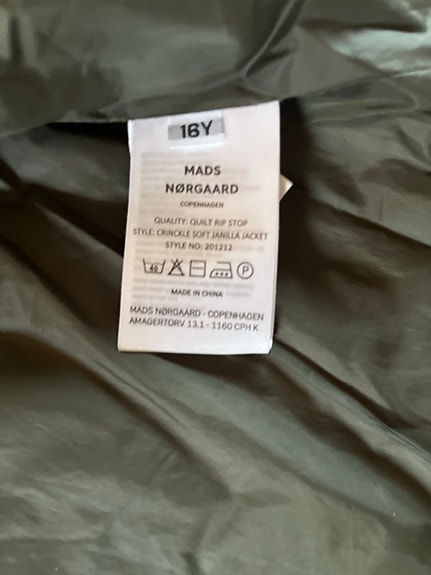 16Y
MADS
NØRGAARD
COPENHAGEN
QUALITY: QUILT RIP STOP
STYLE: CRINCKLE SOFT JANILLA JACKET
STYLE NO: 201212
40 P
MADE IN CHINA
MADS NØRGAARD - COPENHAGEN
AMAGERTORV 13,1 - 1160 CPH K